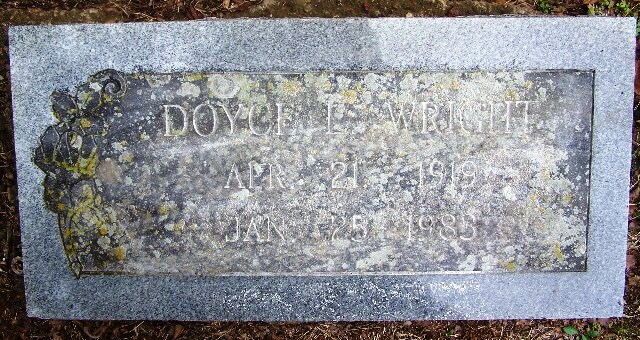 DOYCE L. WRIGHT
APR. 21, 1919
JAN. 25, 1983